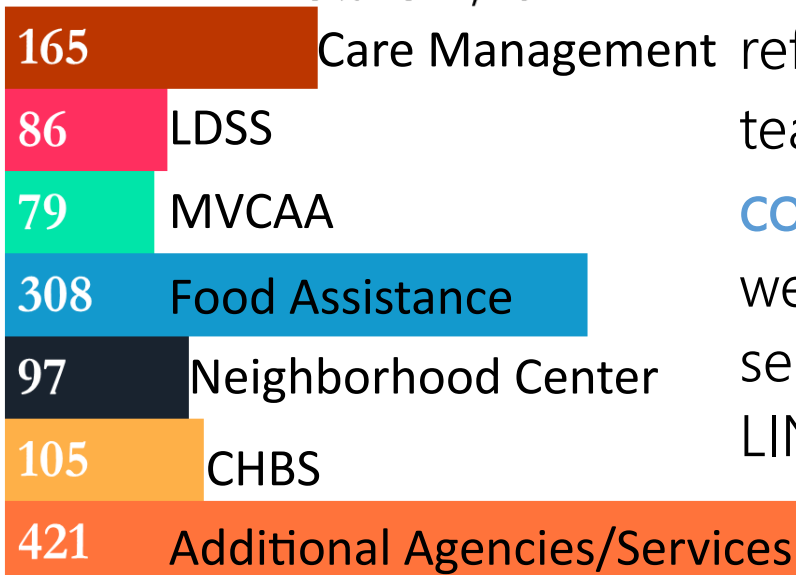 165 Care Management
86 LDSS
79 MVCAA
308 Food Assistance
97 Neighborhood Center
105 CHBS
421 Additional Agencies/Services